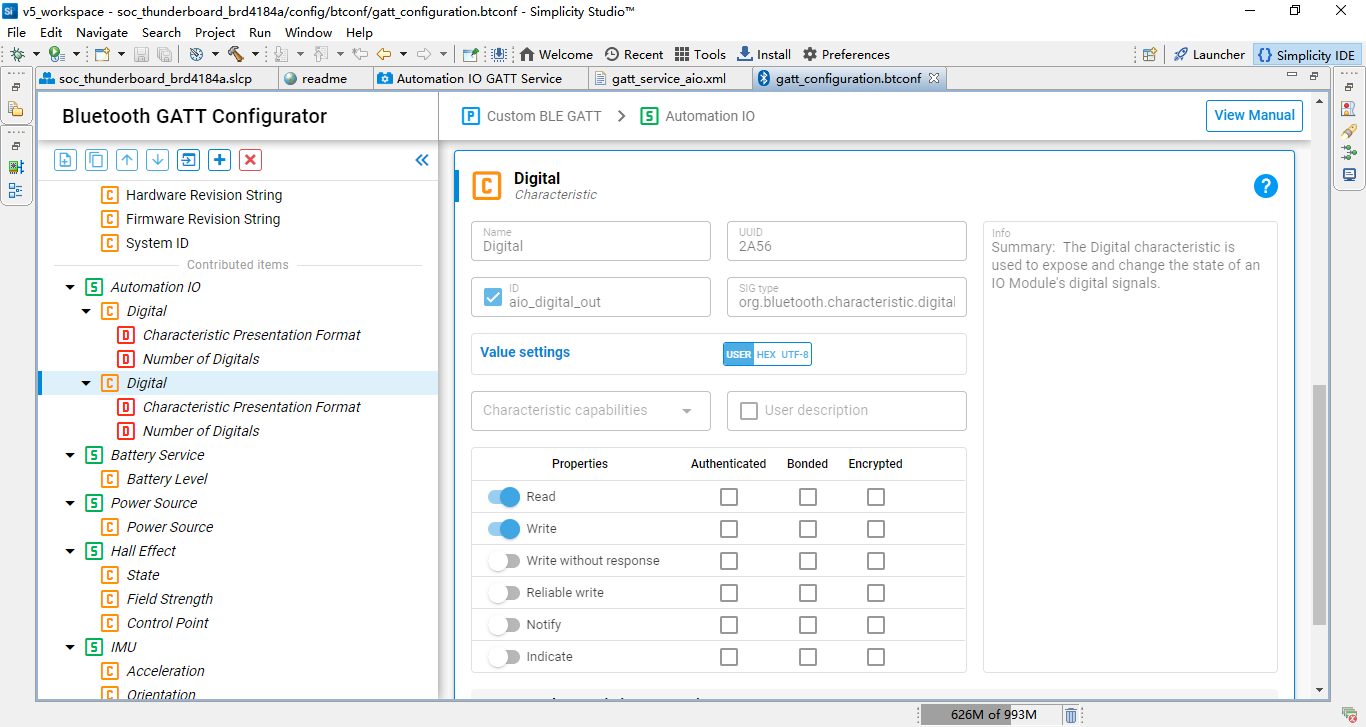 v5_workspace - soc_thunderboard_brd4184a/config/btconf/gatt_configuration.btconf - Simplicity Studio™
File Edit Navigate Search Project Run Window Help
Welcome Recent Tools Install Preferences Launcher {} Simplicity IDE
soc_thunderboard_brd4184a.slcp readme Automation IO GATT Service gatt_service_aio.xml gatt_configuration.btconf
Bluetooth GATT Configurator
P Custom BLE GATT > S Automation IO
View Manual
C Hardware Revision String
C Firmware Revision String
C System ID
Contributed items
S Automation IO
C Digital
D Characteristic Presentation Format
D Number of Digitals
C Digital
D Characteristic Presentation Format
D Number of Digitals
S Battery Service
C Battery Level
S Power Source
C Power Source
S Hall Effect
C State
C Field Strength
C Control Point
S IMU
C Acceleration
C Orientation
C Digital
Characteristic
?
Name
Digital
UUID
2A56
ID
aio_digital_out
SIG type
org.bluetooth.characteristic.digital
Value settings
USER HEX UTF-8
Characteristic capabilities
User description
Properties Authenticated Bonded Encrypted
Read
Write
Write without response
Reliable write
Notify
Indicate
Info
Summary: The Digital characteristic is
used to expose and change the state of an
IO Module's digital signals.
626M of 993M